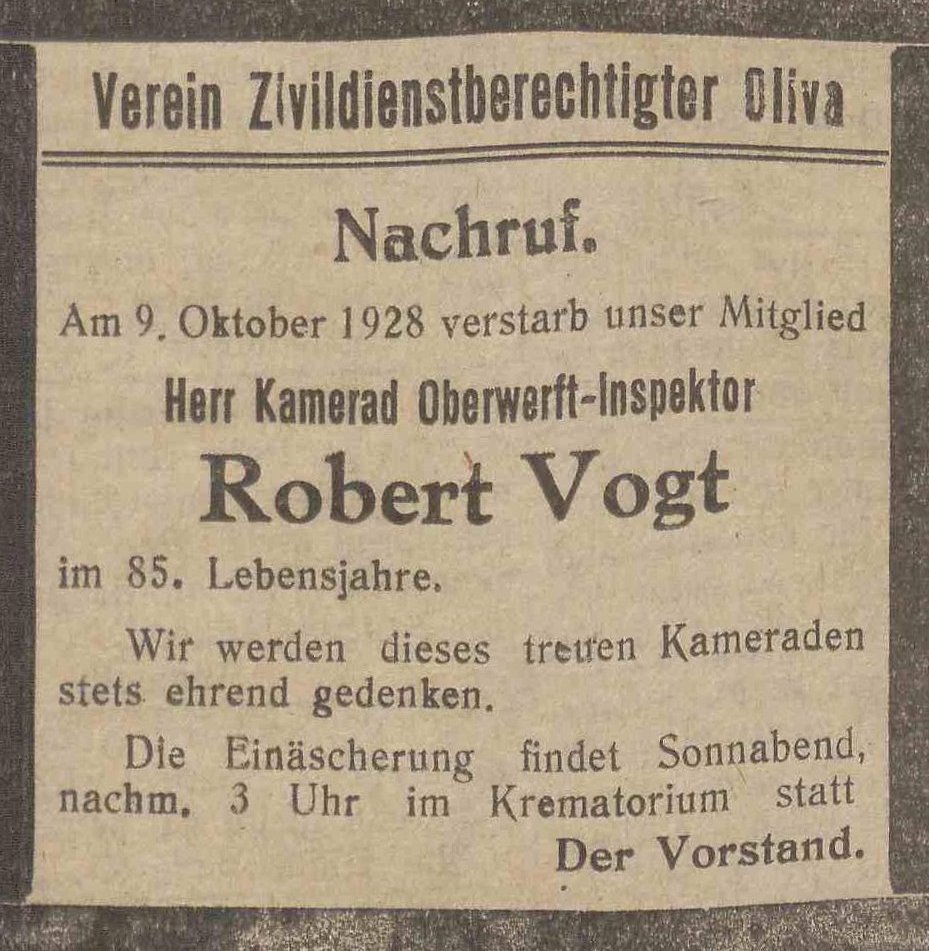 Verein Zivildienstberechtigter Oliva
Nachruf.
Am 9. Oktober 1928 verstarb unser Mitglied
Herr Kamerad Oberwerft-Inspektor
Robert Vogt
im 85. Lebensjahre.
Wir werden dieses treuen Kameraden
stets ehrend gedenken.
Die Einäscherung findet Sonnabend,
nachm. 3 Uhr im Krematorium statt
Der Vorstand.